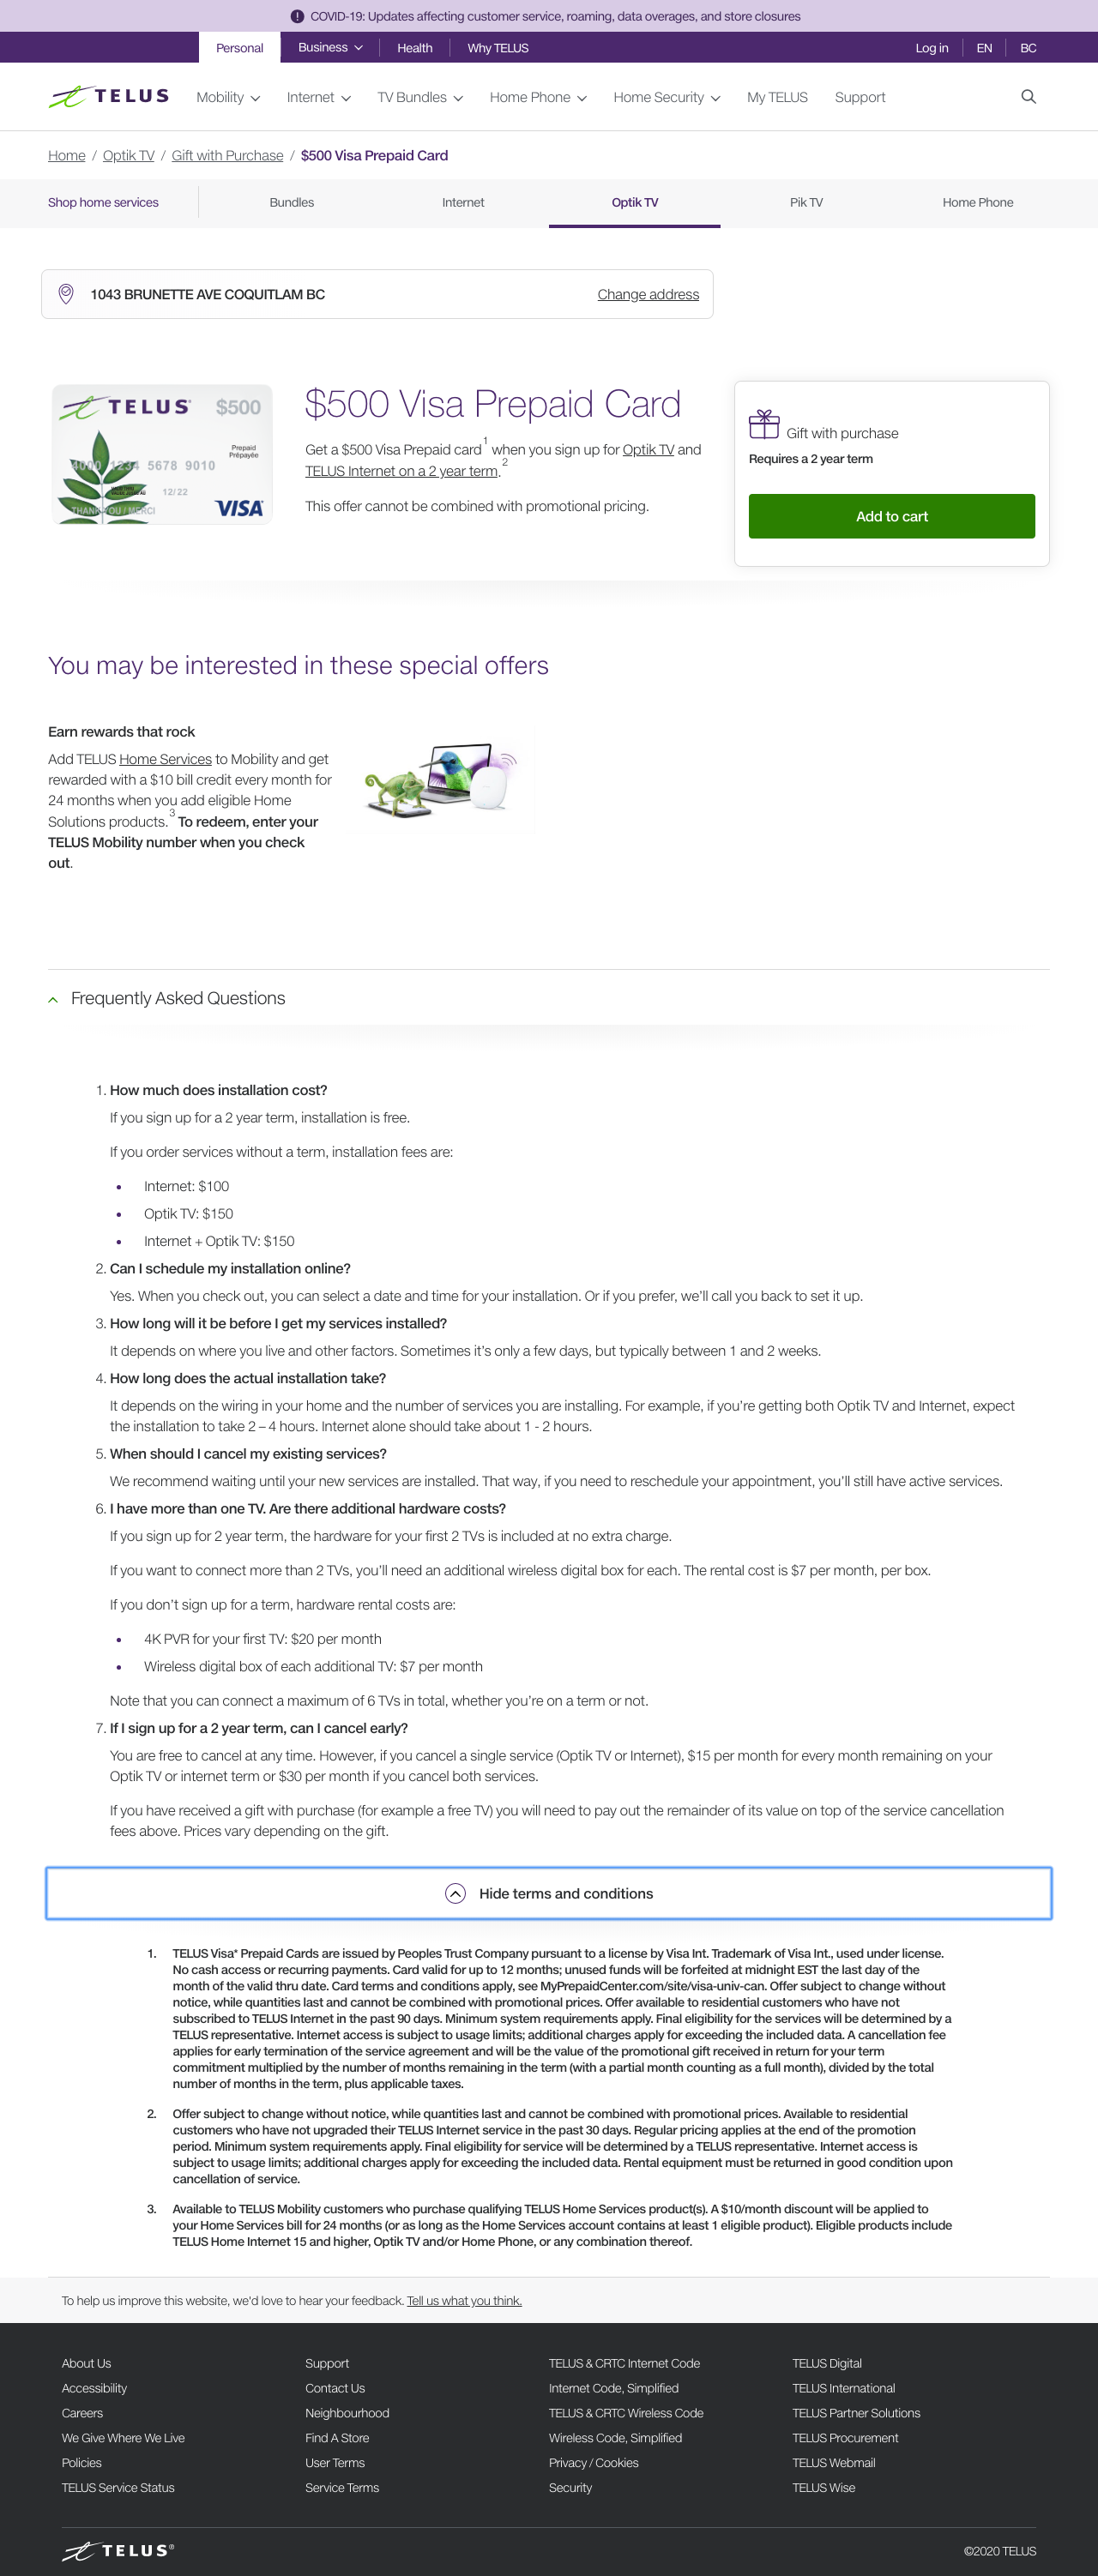 COVID-19: Updates affecting customer service, roaming, data overages, and store closures
Personal
Business
Health
Why TELUS
Log in
EN
BC
TELUS
Mobility
Internet
TV Bundles
Home Phone
Home Security
My TELUS
Support
Home / Optik TV / Gift with Purchase / $500 Visa Prepaid Card
Shop home services
Bundles
Internet
Optik TV
Pik TV
Home Phone
1043 BRUNETTE AVE COQUITLAM BC
Change address
TELUS®
$500
Prepaid
Prépayée
4000 1234 5678 9010
12/22
THANK YOU / MERCI
VISA
$500 Visa Prepaid Card
Get a $500 Visa Prepaid card1 when you sign up for Optik TV and
TELUS Internet on a 2 year term.2
This offer cannot be combined with promotional pricing.
Gift with purchase
Requires a 2 year term
Add to cart
You may be interested in these special offers
Earn rewards that rock
Add TELUS Home Services to Mobility and get
rewarded with a $10 bill credit every month for
24 months when you add eligible Home
Solutions products.3 To redeem, enter your
TELUS Mobility number when you check
out.
Frequently Asked Questions
1. How much does installation cost?
If you sign up for a 2 year term, installation is free.
If you order services without a term, installation fees are:
• Internet: $100
• Optik TV: $150
• Internet + Optik TV: $150
2. Can I schedule my installation online?
Yes. When you check out, you can select a date and time for your installation. Or if you prefer, we'll call you back to set it up.
3. How long will it be before I get my services installed?
It depends on where you live and other factors. Sometimes it's only a few days, but typically between 1 and 2 weeks.
4. How long does the actual installation take?
It depends on the wiring in your home and the number of services you are installing. For example, if you're getting both Optik TV and Internet, expect
the installation to take 2 – 4 hours. Internet alone should take about 1 - 2 hours.
5. When should I cancel my existing services?
We recommend waiting until your new services are installed. That way, if you need to reschedule your appointment, you'll still have active services.
6. I have more than one TV. Are there additional hardware costs?
If you sign up for 2 year term, the hardware for your first 2 TVs is included at no extra charge.
If you want to connect more than 2 TVs, you'll need an additional wireless digital box for each. The rental cost is $7 per month, per box.
If you don't sign up for a term, hardware rental costs are:
• 4K PVR for your first TV: $20 per month
• Wireless digital box of each additional TV: $7 per month
Note that you can connect a maximum of 6 TVs in total, whether you're on a term or not.
7. If I sign up for a 2 year term, can I cancel early?
You are free to cancel at any time. However, if you cancel a single service (Optik TV or Internet), $15 per month for every month remaining on your
Optik TV or internet term or $30 per month if you cancel both services.
If you have received a gift with purchase (for example a free TV) you will need to pay out the remainder of its value on top of the service cancellation
fees above. Prices vary depending on the gift.
Hide terms and conditions
1. TELUS Visa* Prepaid Cards are issued by Peoples Trust Company pursuant to a license by Visa Int. Trademark of Visa Int., used under license.
No cash access or recurring payments. Card valid for up to 12 months; unused funds will be forfeited at midnight EST the last day of the
month of the valid thru date. Card terms and conditions apply, see MyPrepaidCenter.com/site/visa-univ-can. Offer subject to change without
notice, while quantities last and cannot be combined with promotional prices. Offer available to residential customers who have not
subscribed to TELUS Internet in the past 90 days. Minimum system requirements apply. Final eligibility for the services will be determined by a
TELUS representative. Internet access is subject to usage limits; additional charges apply for exceeding the included data. A cancellation fee
applies for early termination of the service agreement and will be the value of the promotional gift received in return for your term
commitment multiplied by the number of months remaining in the term (with a partial month counting as a full month), divided by the total
number of months in the term, plus applicable taxes.
2. Offer subject to change without notice, while quantities last and cannot be combined with promotional prices. Available to residential
customers who have not upgraded their TELUS Internet service in the past 30 days. Regular pricing applies at the end of the promotion
period. Minimum system requirements apply. Final eligibility for service will be determined by a TELUS representative. Internet access is
subject to usage limits; additional charges apply for exceeding the included data. Rental equipment must be returned in good condition upon
cancellation of service.
3. Available to TELUS Mobility customers who purchase qualifying TELUS Home Services product(s). A $10/month discount will be applied to
your Home Services bill for 24 months (or as long as the Home Services account contains at least 1 eligible product). Eligible products include
TELUS Home Internet 15 and higher, Optik TV and/or Home Phone, or any combination thereof.
To help us improve this website, we'd love to hear your feedback. Tell us what you think.
About Us
Accessibility
Careers
We Give Where We Live
Policies
TELUS Service Status
Support
Contact Us
Neighbourhood
Find A Store
User Terms
Service Terms
TELUS & CRTC Internet Code
Internet Code, Simplified
TELUS & CRTC Wireless Code
Wireless Code, Simplified
Privacy / Cookies
Security
TELUS Digital
TELUS International
TELUS Partner Solutions
TELUS Procurement
TELUS Webmail
TELUS Wise
TELUS®
©2020 TELUS